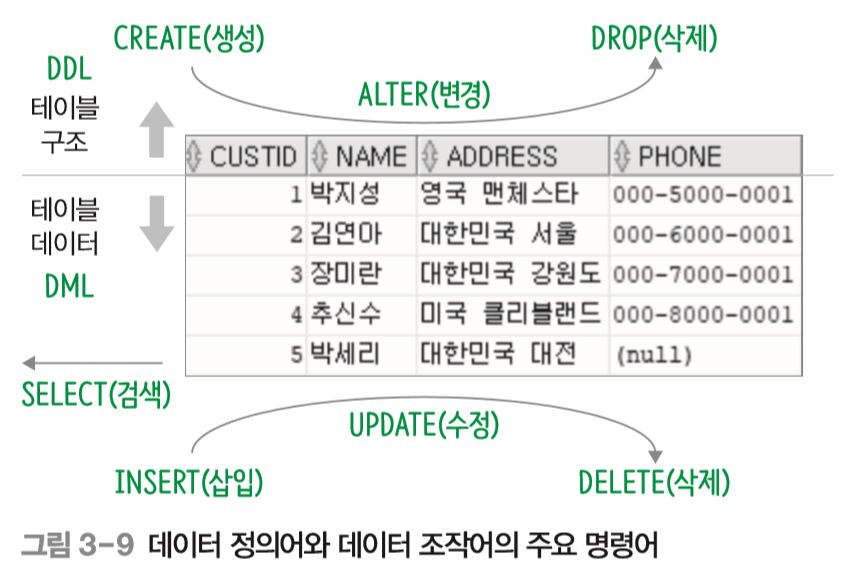 CREATE(생성)
DROP(삭제)
DDL
ALTER(변경)
테이블
구조
CUSTID NAME ADDRESS PHONE
1 박지성 영국 맨체스타 000-5000-0001
테이블
데이터
2 김연아 대한민국 서울 000-6000-0001
3 장미란 대한민국 강원도 000-7000-0001
DML
4 추신수 미국 클리블랜드 000-8000-0001
5 박세리 대한민국 대전 (null)
SELECT(검색)
UPDATE(수정)
INSERT(삽입)
DELETE(삭제)
그림 3-9 데이터 정의어와 데이터 조작어의 주요 명령어